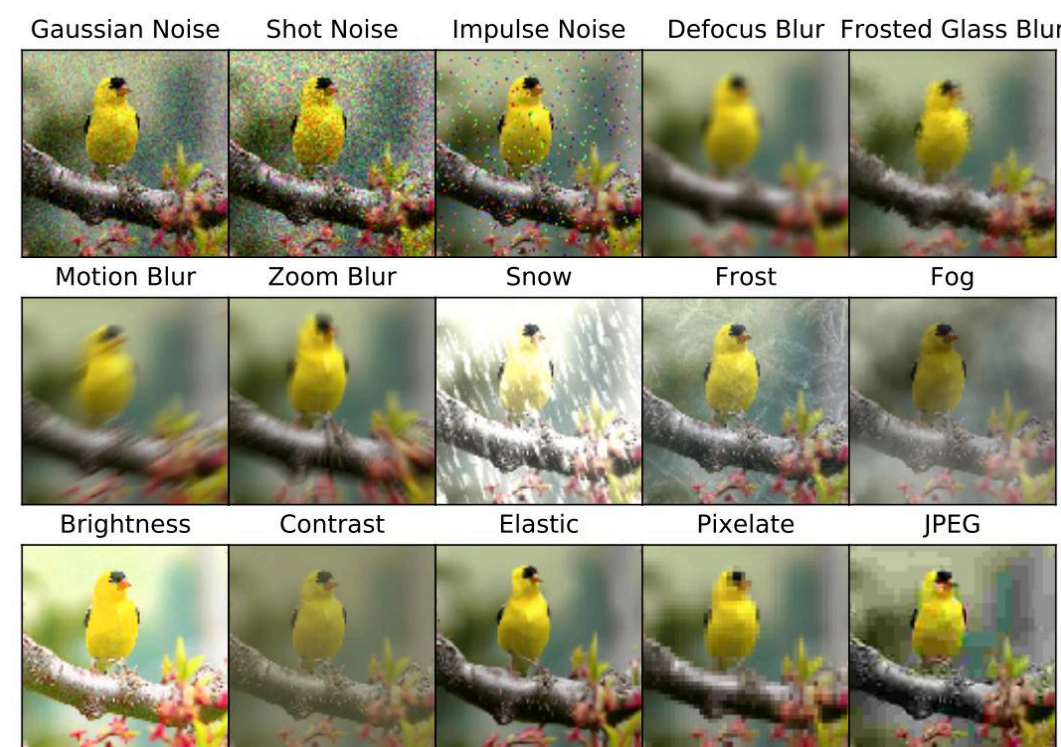 Gaussian Noise Shot Noise Impulse Noise Defocus Blur Frosted Glass Blur
Motion Blur Zoom Blur Snow Frost Fog
Brightness Contrast Elastic Pixelate JPEG